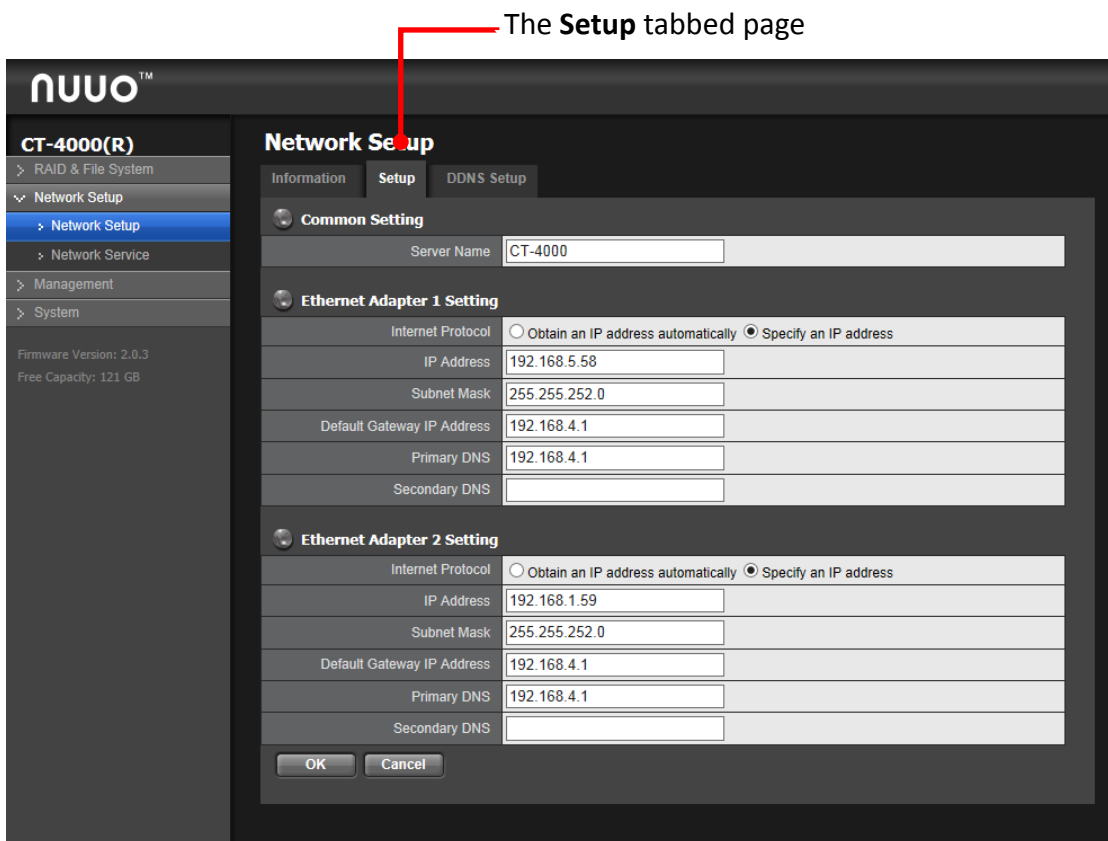 The Setup tabbed page
nuuo™
CT-4000(R)
RAID & File System
Network Setup
Network Setup
Network Service
Management
System
Firmware Version: 2.0.3
Free Capacity: 121 GB
Network Setup
Information Setup DDNS Setup
Common Setting
Server Name CT-4000
Ethernet Adapter 1 Setting
Internet Protocol Obtain an IP address automatically Specify an IP address
IP Address 192.168.5.58
Subnet Mask 255.255.252.0
Default Gateway IP Address 192.168.4.1
Primary DNS 192.168.4.1
Secondary DNS
Ethernet Adapter 2 Setting
Internet Protocol Obtain an IP address automatically Specify an IP address
IP Address 192.168.1.59
Subnet Mask 255.255.252.0
Default Gateway IP Address 192.168.4.1
Primary DNS 192.168.4.1
Secondary DNS
OK Cancel